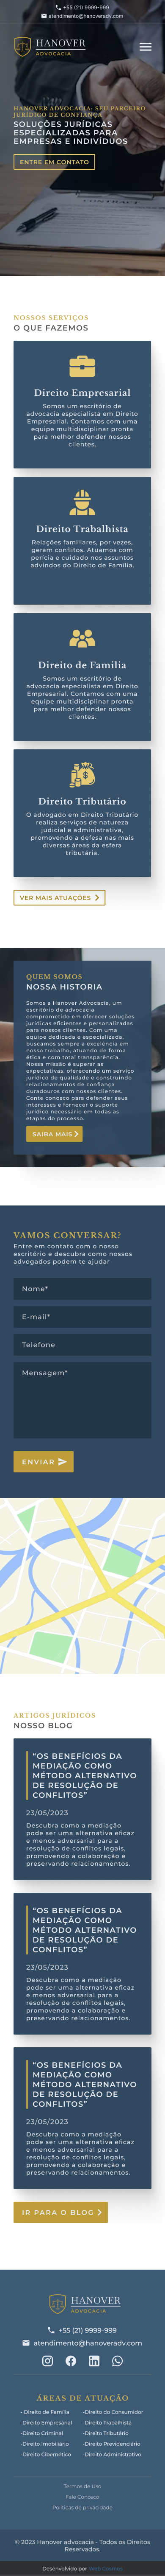 +55 (21) 9999-999
atendimento@hanoveradv.com
HANOVER
ADVOCACIA
HANOVER ADVOCACIA: SEU PARCEIRO
JURÍDICO DE CONFIANÇA
SOLUÇÕES JURÍDICAS
ESPECIALIZADAS PARA
EMPRESAS E INDIVÍDUOS
ENTRE EM CONTATO
NOSSOS SERVIÇOS
O QUE FAZEMOS
Direito Empresarial
Somos um escritório de
advocacia especialista em Direito
Empresarial. Contamos com uma
equipe multidisciplinar pronta
para melhor defender nossos
clientes.
Direito Trabalhista
Relações familiares, por vezes,
geram conflitos. Atuamos com
perícia e cuidado nos assuntos
advindos do Direito de Família.
Direito de Família
Somos um escritório de
advocacia especialista em Direito
Empresarial. Contamos com uma
equipe multidisciplinar pronta
para melhor defender nossos
clientes.
Direito Tributário
O advogado em Direito Tributário
realiza serviços de natureza
judicial e administrativa,
promovendo a defesa nas mais
diversas áreas da esfera
tributária.
VER MAIS ATUAÇÕES
QUEM SOMOS
NOSSA HISTORIA
Somos a Hanover Advocacia, um
escritório de advocacia
comprometido em oferecer soluções
jurídicas eficientes e personalizadas
para nossos clientes. Com uma
equipe dedicada e especializada,
buscamos sempre a excelência em
nosso trabalho, atuando de forma
ética e com total transparência.
Nossa missão é superar as
expectativas, oferecendo um serviço
jurídico de qualidade e construindo
relacionamentos de confiança
duradouros com nossos clientes.
Conte conosco para defender seus
interesses e fornecer o suporte
jurídico necessário em todas as
etapas do processo.
SAIBA MAIS
VAMOS CONVERSAR?
Entre em contato com o nosso
escritório e descubra como nossos
advogados podem te ajudar
Nome*
E-mail*
Telefone
Mensagem*
ENVIAR
ARTIGOS JURÍDICOS
NOSSO BLOG
“OS BENEFÍCIOS DA
MEDIAÇÃO COMO
MÉTODO ALTERNATIVO
DE RESOLUÇÃO DE
CONFLITOS”
23/05/2023
Descubra como a mediação
pode ser uma alternativa eficaz
e menos adversarial para a
resolução de conflitos legais,
promovendo a colaboração e
preservando relacionamentos.
“OS BENEFÍCIOS DA
MEDIAÇÃO COMO
MÉTODO ALTERNATIVO
DE RESOLUÇÃO DE
CONFLITOS”
23/05/2023
Descubra como a mediação
pode ser uma alternativa eficaz
e menos adversarial para a
resolução de conflitos legais,
promovendo a colaboração e
preservando relacionamentos.
“OS BENEFÍCIOS DA
MEDIAÇÃO COMO
MÉTODO ALTERNATIVO
DE RESOLUÇÃO DE
CONFLITOS”
23/05/2023
Descubra como a mediação
pode ser uma alternativa eficaz
e menos adversarial para a
resolução de conflitos legais,
promovendo a colaboração e
preservando relacionamentos.
IR PARA O BLOG
HANOVER
ADVOCACIA
+55 (21) 9999-999
atendimento@hanoveradv.com
ÁREAS DE ATUAÇÃO
- Direito de Família
-Direito Empresarial
-Direito Criminal
-Direito Imobiliário
-Direito Cibernético
-Direito do Consumidor
-Direito Trabalhista
-Direito Tributário
-Direito Previdenciário
-Direito Administrativo
Termos de Uso
Fale Conosco
Políticas de privacidade
© 2023 Hanover advocacia - Todos os Direitos
Reservados.
Desenvolvido por